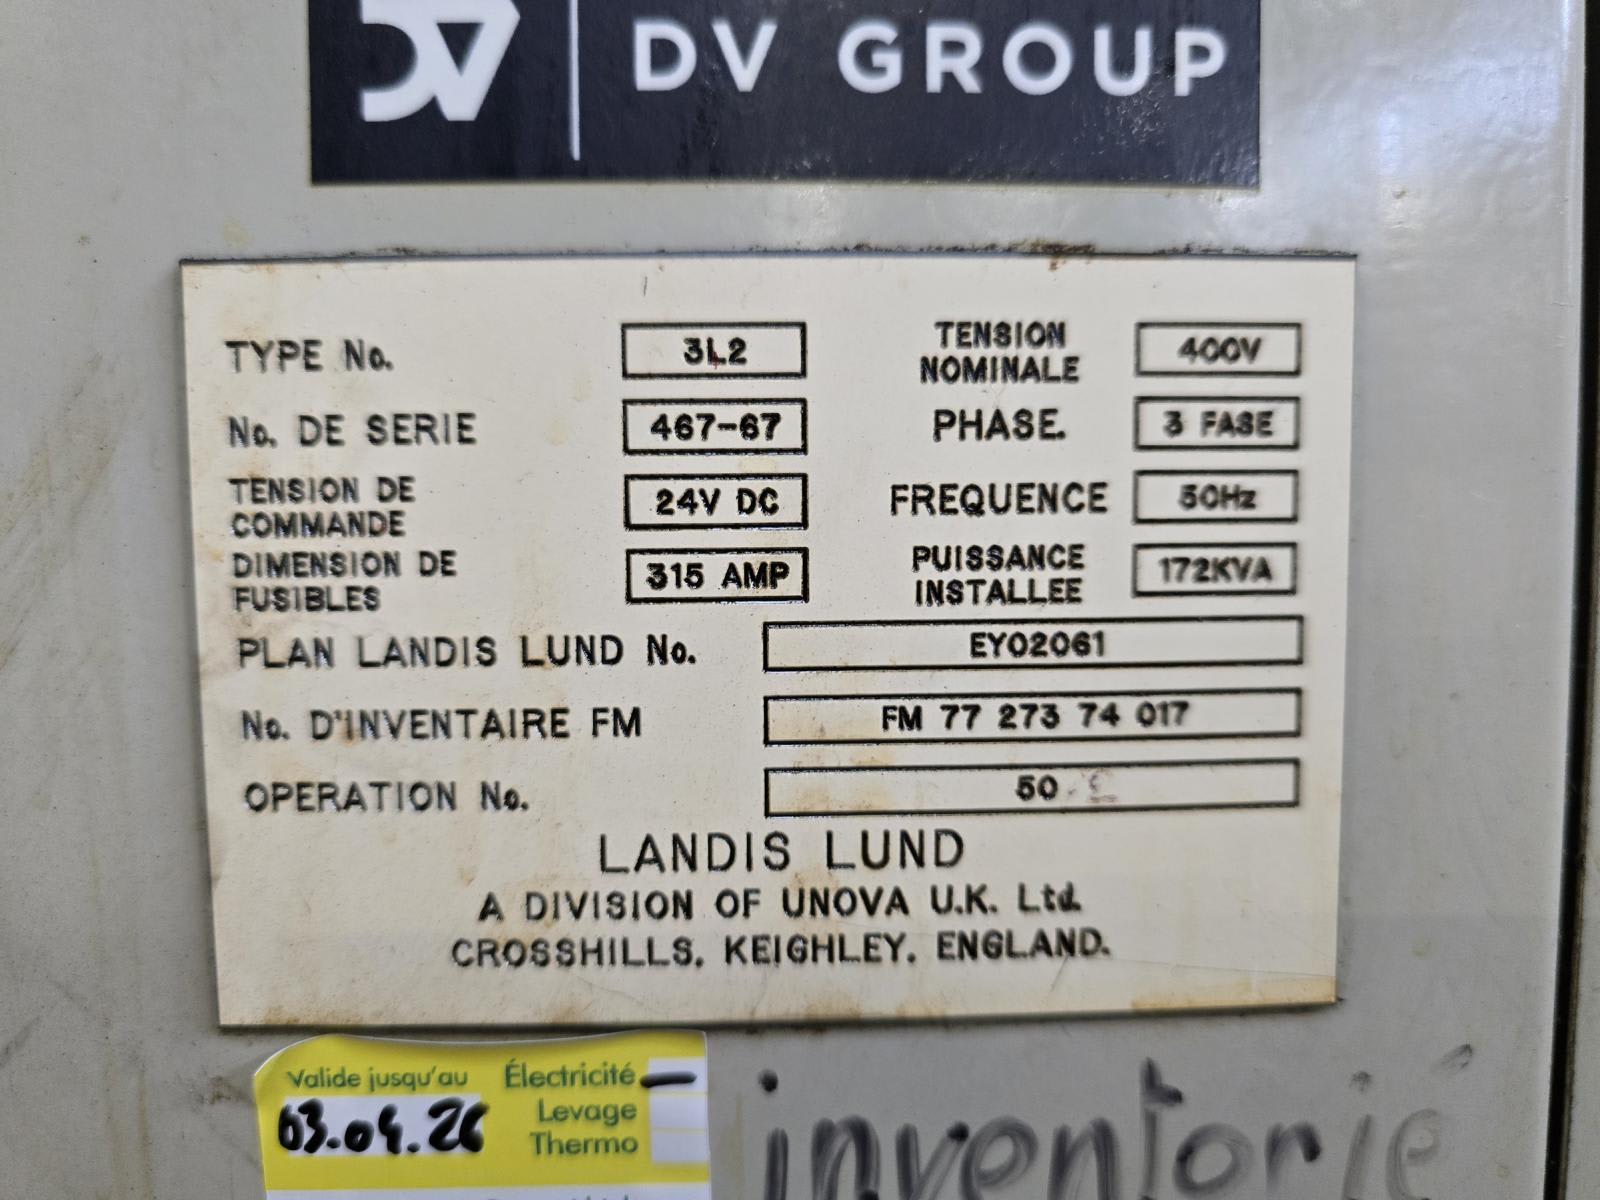 DV | DV GROUP
TYPE No. 3L2
TENSION NOMINALE 400V
No. DE SERIE 467-67
PHASE. 3 FASE
TENSION DE COMMANDE 24V DC
FREQUENCE 50Hz
DIMENSION DE FUSIBLES 315 AMP
PUISSANCE INSTALLEE 172KVA
PLAN LANDIS LUND No. EY02061
No. D'INVENTAIRE FM FM 77 273 74 017
OPERATION No. 50
LANDIS LUND
A DIVISION OF UNOVA U.K. Ltd.
CROSSHILLS, KEIGHLEY, ENGLAND.
Valide jusqu'au Électricité
03.04.26 Levage
Thermo
inventorié